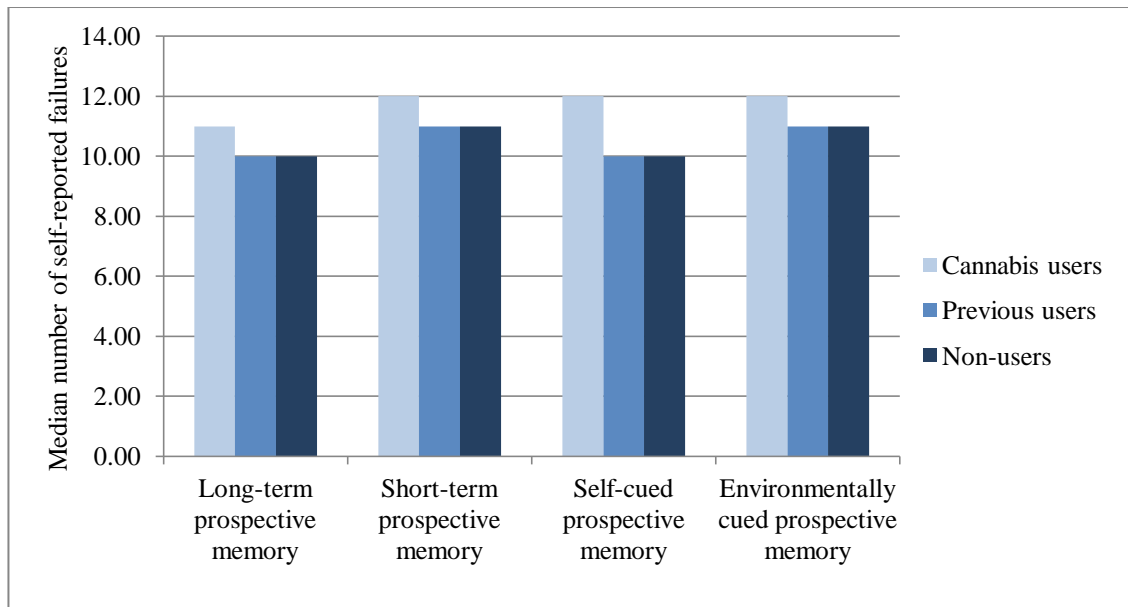 Median number of self-reported failures
14.00
12.00
10.00
8.00
6.00
4.00
2.00
0.00
Long-term
prospective
memory
Short-term
prospective
memory
Self-cued
prospective
memory
Environmentally
cued prospective
memory
Cannabis users
Previous users
Non-users